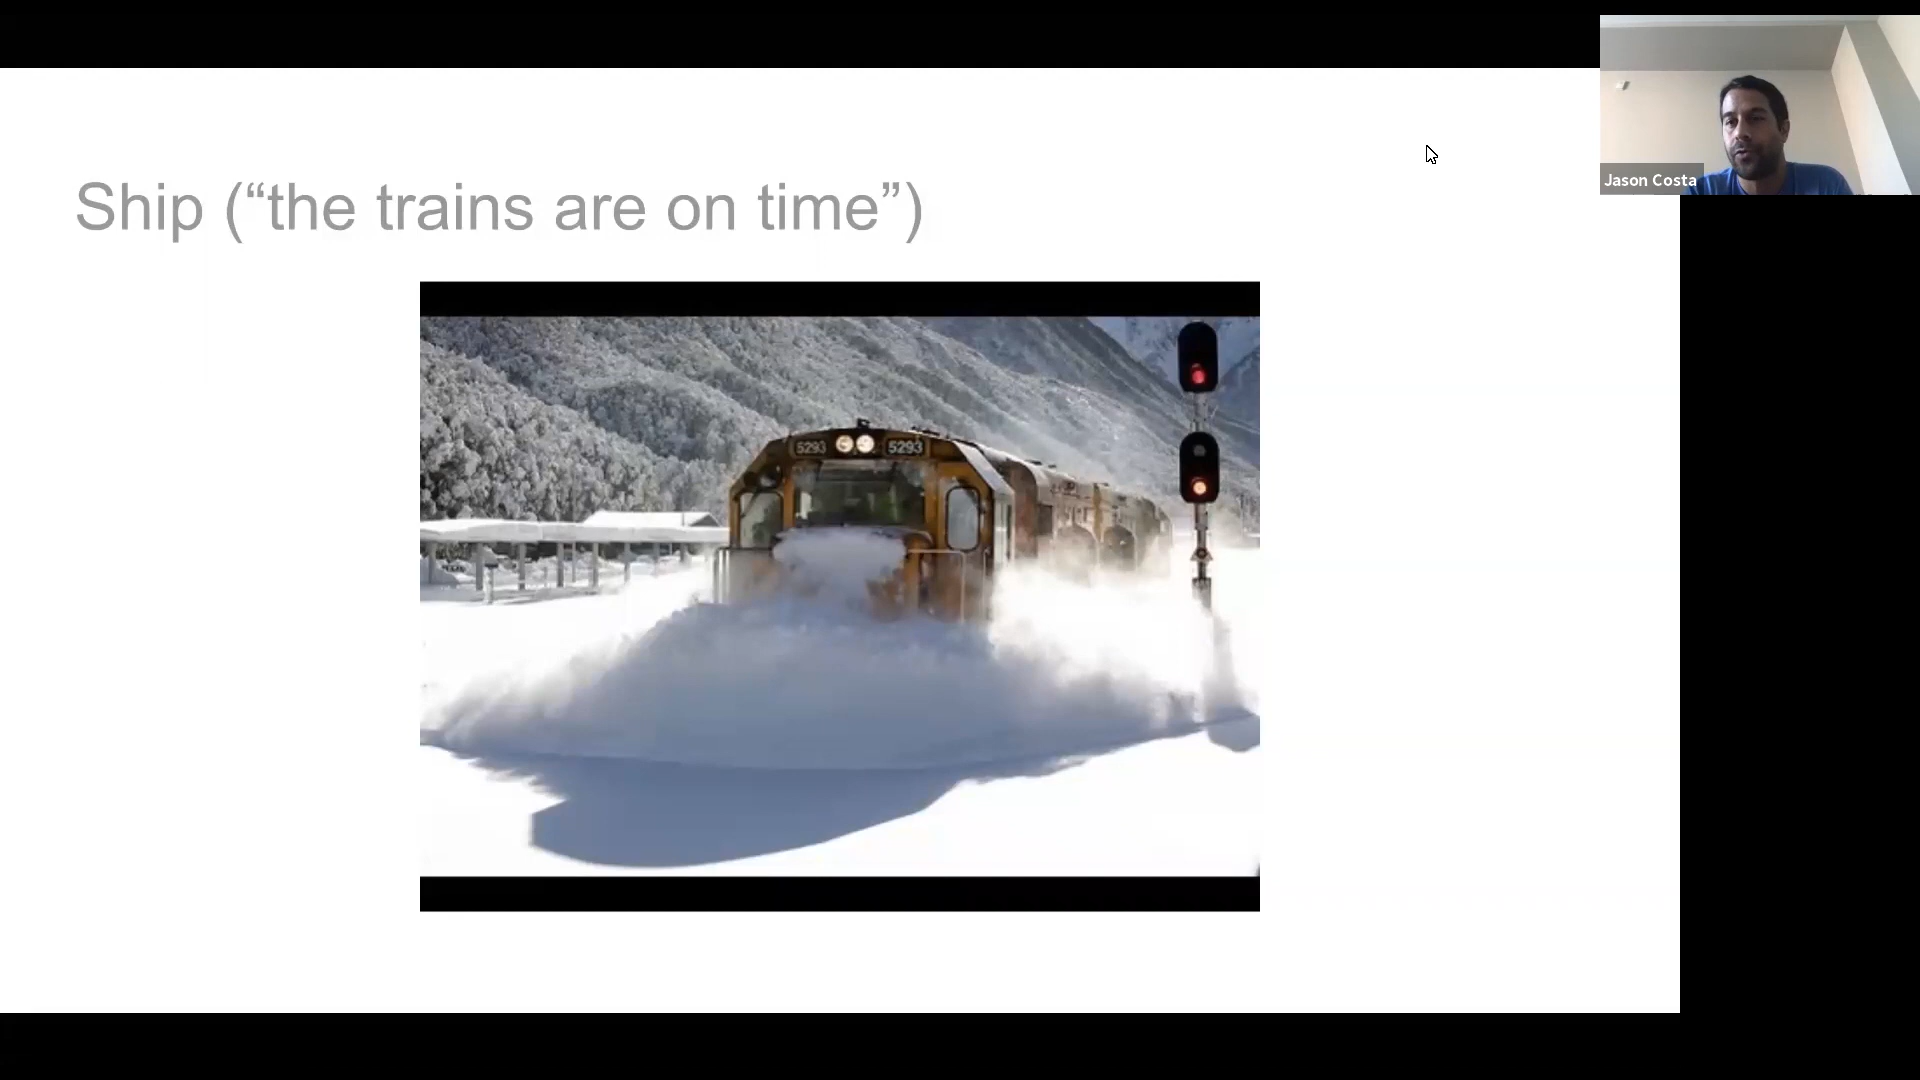 Ship (“the trains are on time”)
Jason Costa
5293 5293